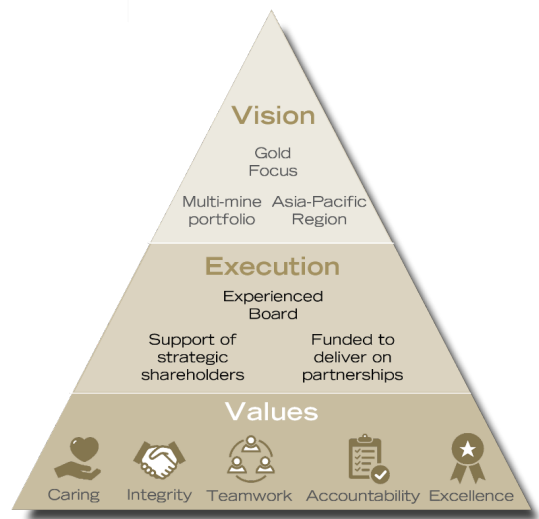 Vision
Gold
Focus
Multi-mine
portfolio
Asia-Pacific
Region
Execution
Experienced
Board
Support of
strategic
shareholders
Funded to
deliver on
partnerships
Values
Caring
Integrity
Teamwork
Accountability
Excellence